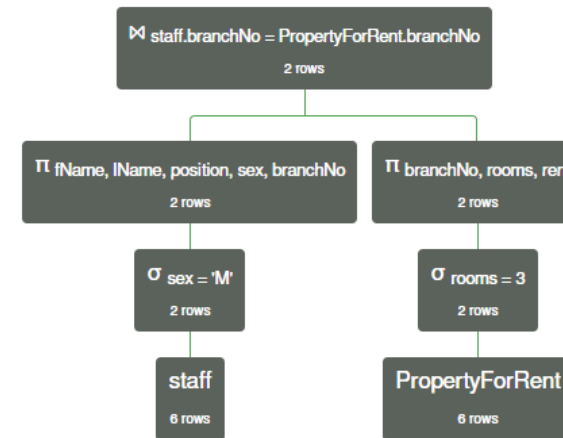 ⋈ staff.branchNo = PropertyForRent.branchNo
2 rows
π fName, lName, position, sex, branchNo
2 rows
π branchNo, rooms, ren
2 rows
σ sex = 'M'
2 rows
σ rooms = 3
2 rows
staff
6 rows
PropertyForRent
6 rows